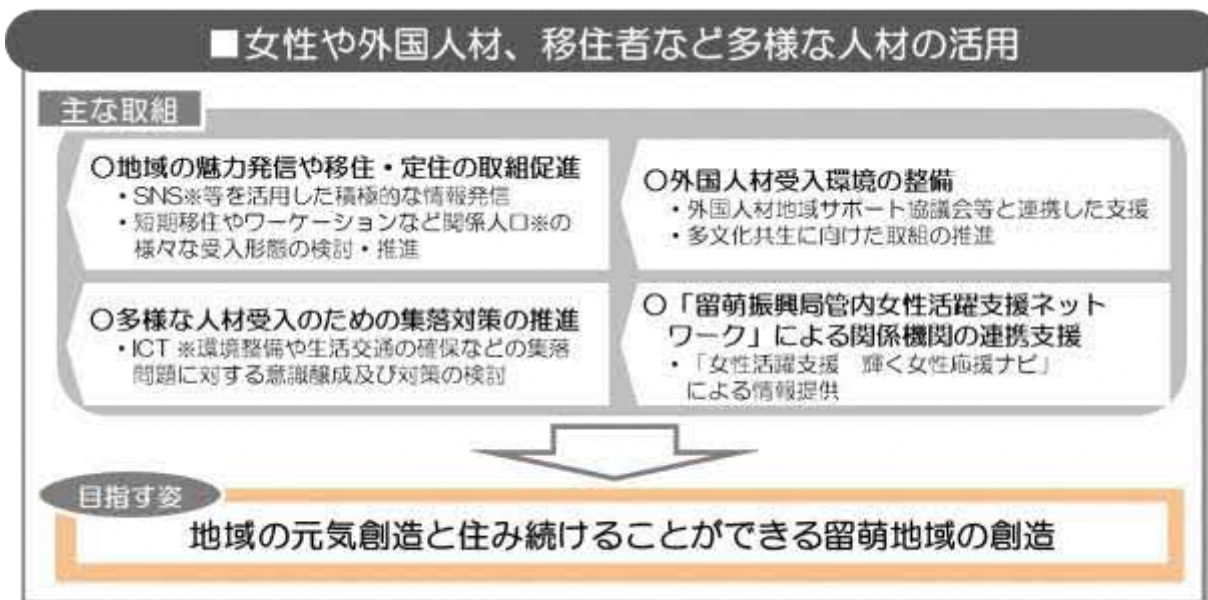 ■女性や外国人材、移住者など多様な人材の活用
主な取組
〇地域の魅力発信や移住・定住の取組促進
・SNS※等を活用した積極的な情報発信
・短期移住やワーケーションなど関係人口※の
様々な受入形態の検討・推進
〇外国人材受入環境の整備
・外国人材地域サポート協議会等と連携した支援
・多文化共生に向けた取組の推進
〇多様な人材受入のための集落対策の推進
・ICT ※環境整備や生活交通の確保などの集落
問題に対する意識醸成及び対策の検討
〇「留萌振興局管内女性活躍支援ネット
ワーク」による関係機関の連携支援
・「女性活躍支援　輝く女性応援ナビ」
による情報提供
目指す姿
地域の元気創造と住み続けることができる留萌地域の創造